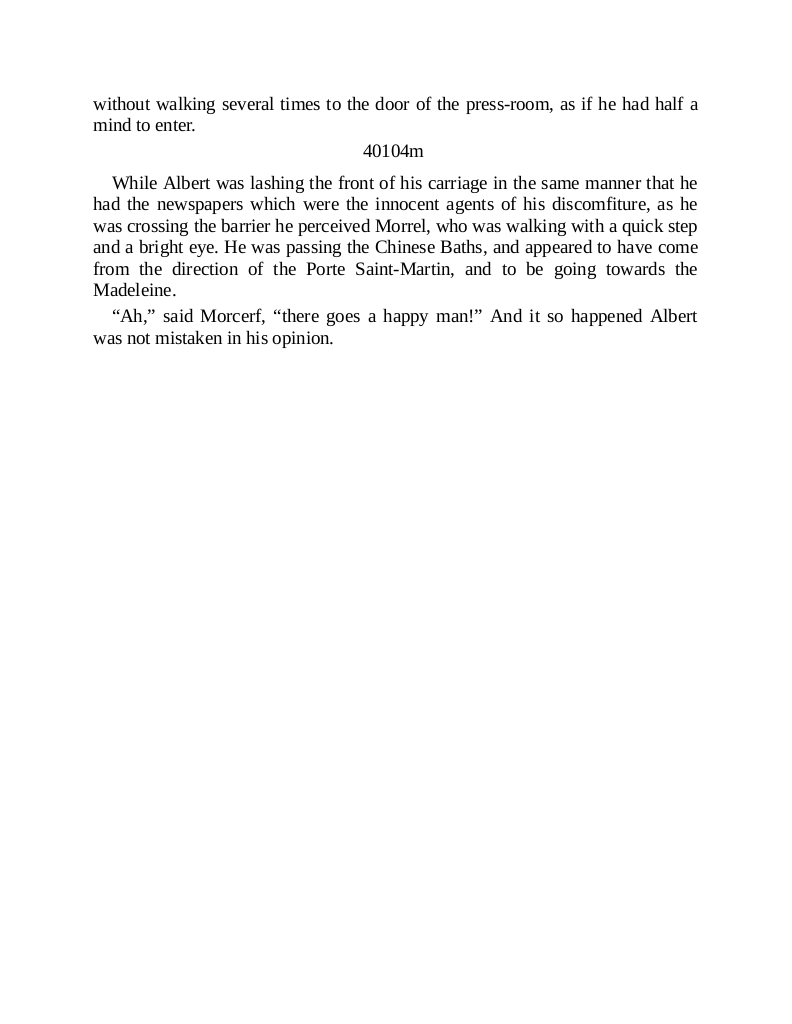 without walking several times to the door of the press-room, as if he had half a
mind to enter.
40104m
While Albert was lashing the front of his carriage in the same manner that he
had the newspapers which were the innocent agents of his discomfiture, as he
was crossing the barrier he perceived Morrel, who was walking with a quick step
and a bright eye. He was passing the Chinese Baths, and appeared to have come
from the direction of the Porte Saint-Martin, and to be going towards the
Madeleine.
“Ah,” said Morcerf, “there goes a happy man!” And it so happened Albert
was not mistaken in his opinion.